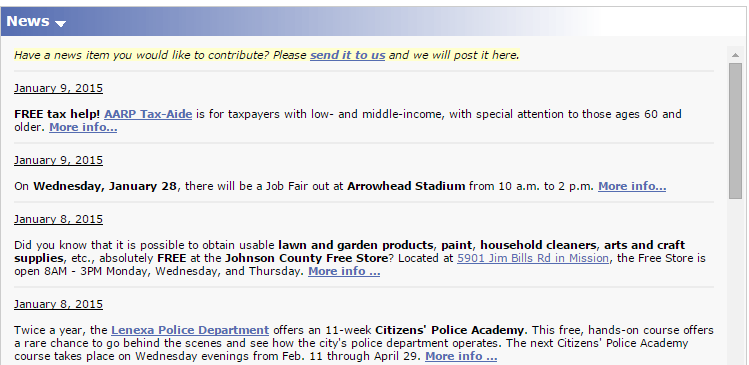 News
Have a news item you would like to contribute? Please send it to us and we will post it here.
January 9, 2015
FREE tax help! AARP Tax-Aide is for taxpayers with low- and middle-income, with special attention to those ages 60 and
older. More info...
January 9, 2015
On Wednesday, January 28, there will be a Job Fair out at Arrowhead Stadium from 10 a.m. to 2 p.m. More info...
January 8, 2015
Did you know that it is possible to obtain usable lawn and garden products, paint, household cleaners, arts and craft
supplies, etc., absolutely FREE at the Johnson County Free Store? Located at 5901 Jim Bills Rd in Mission, the Free Store is
open 8AM - 3PM Monday, Wednesday, and Thursday. More info ...
January 8, 2015
Twice a year, the Lenexa Police Department offers an 11-week Citizens' Police Academy. This free, hands-on course offers
a rare chance to go behind the scenes and see how the city's police department operates. The next Citizens' Police Academy
course takes place on Wednesday evenings from Feb. 11 through April 29. More info ...